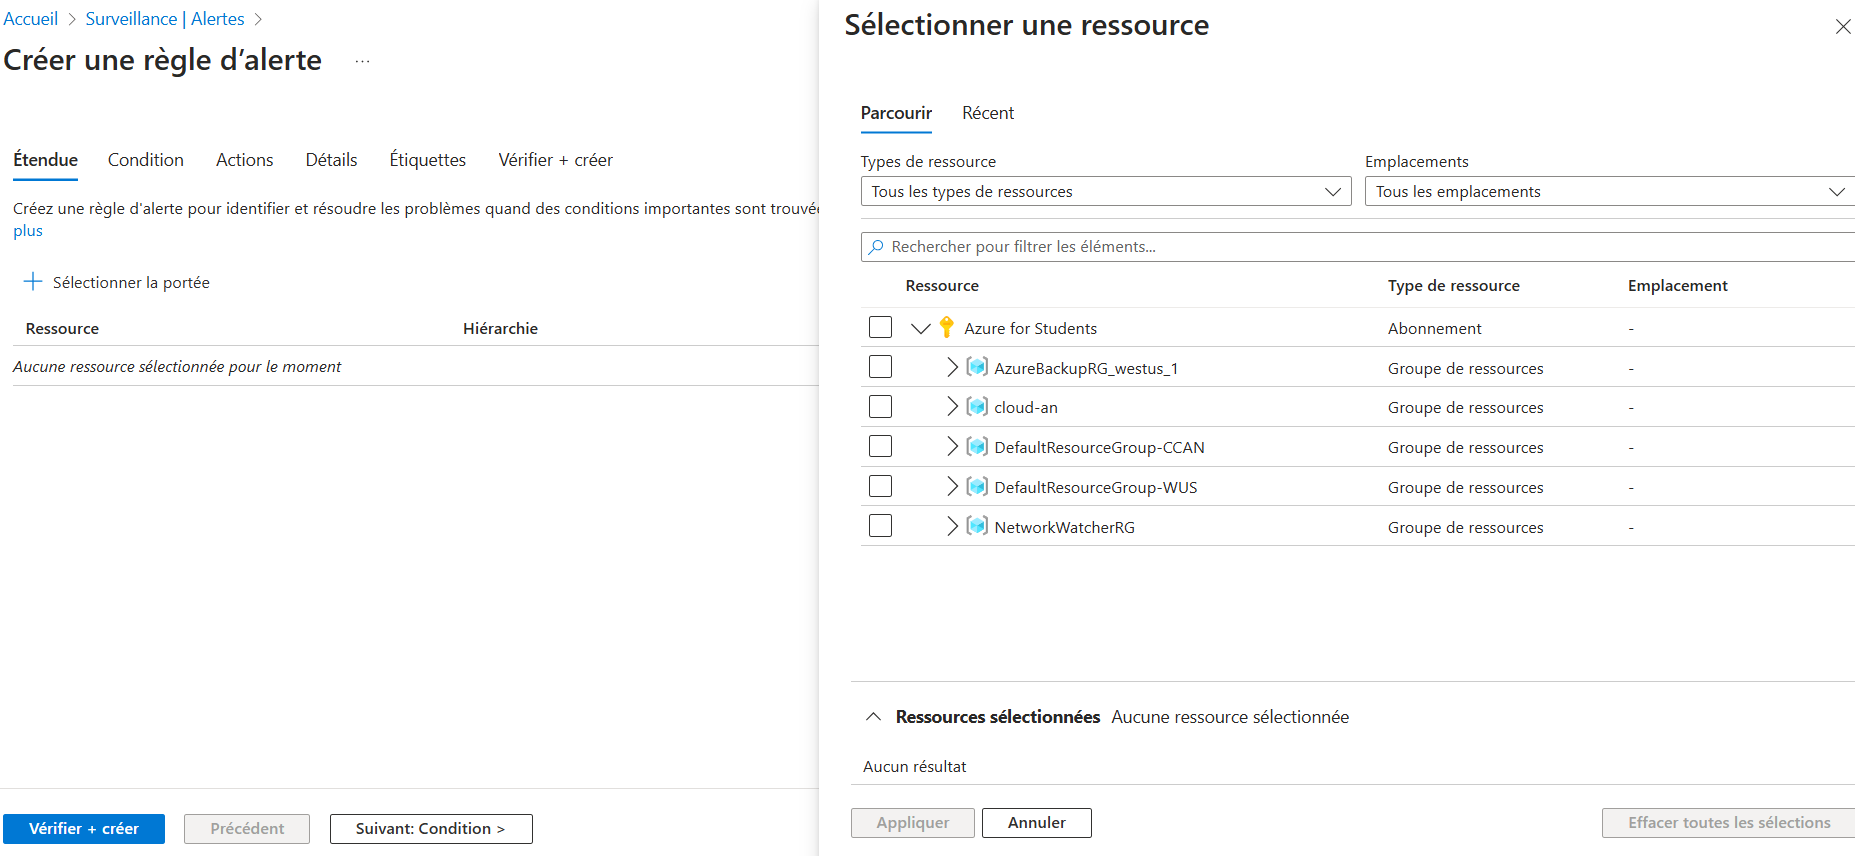 Accueil > Surveillance | Alertes >
Créer une règle d’alerte ...
Étendue Condition Actions Détails Étiquettes Vérifier + créer
Créez une règle d'alerte pour identifier et résoudre les problèmes quand des conditions importantes sont trouvée
plus
+ Sélectionner la portée
Ressource Hiérarchie
Aucune ressource sélectionnée pour le moment
Vérifier + créer Précédent Suivant: Condition >
Sélectionner une ressource
Parcourir Récent
Types de ressource Emplacements
Tous les types de ressources Tous les emplacements
Rechercher pour filtrer les éléments...
Ressource Type de ressource Emplacement
Azure for Students Abonnement -
AzureBackupRG_westus_1 Groupe de ressources -
cloud-an Groupe de ressources -
DefaultResourceGroup-CCAN Groupe de ressources -
DefaultResourceGroup-WUS Groupe de ressources -
NetworkWatcherRG Groupe de ressources -
Ressources sélectionnées Aucune ressource sélectionnée
Aucun résultat
Appliquer Annuler Effacer toutes les sélections